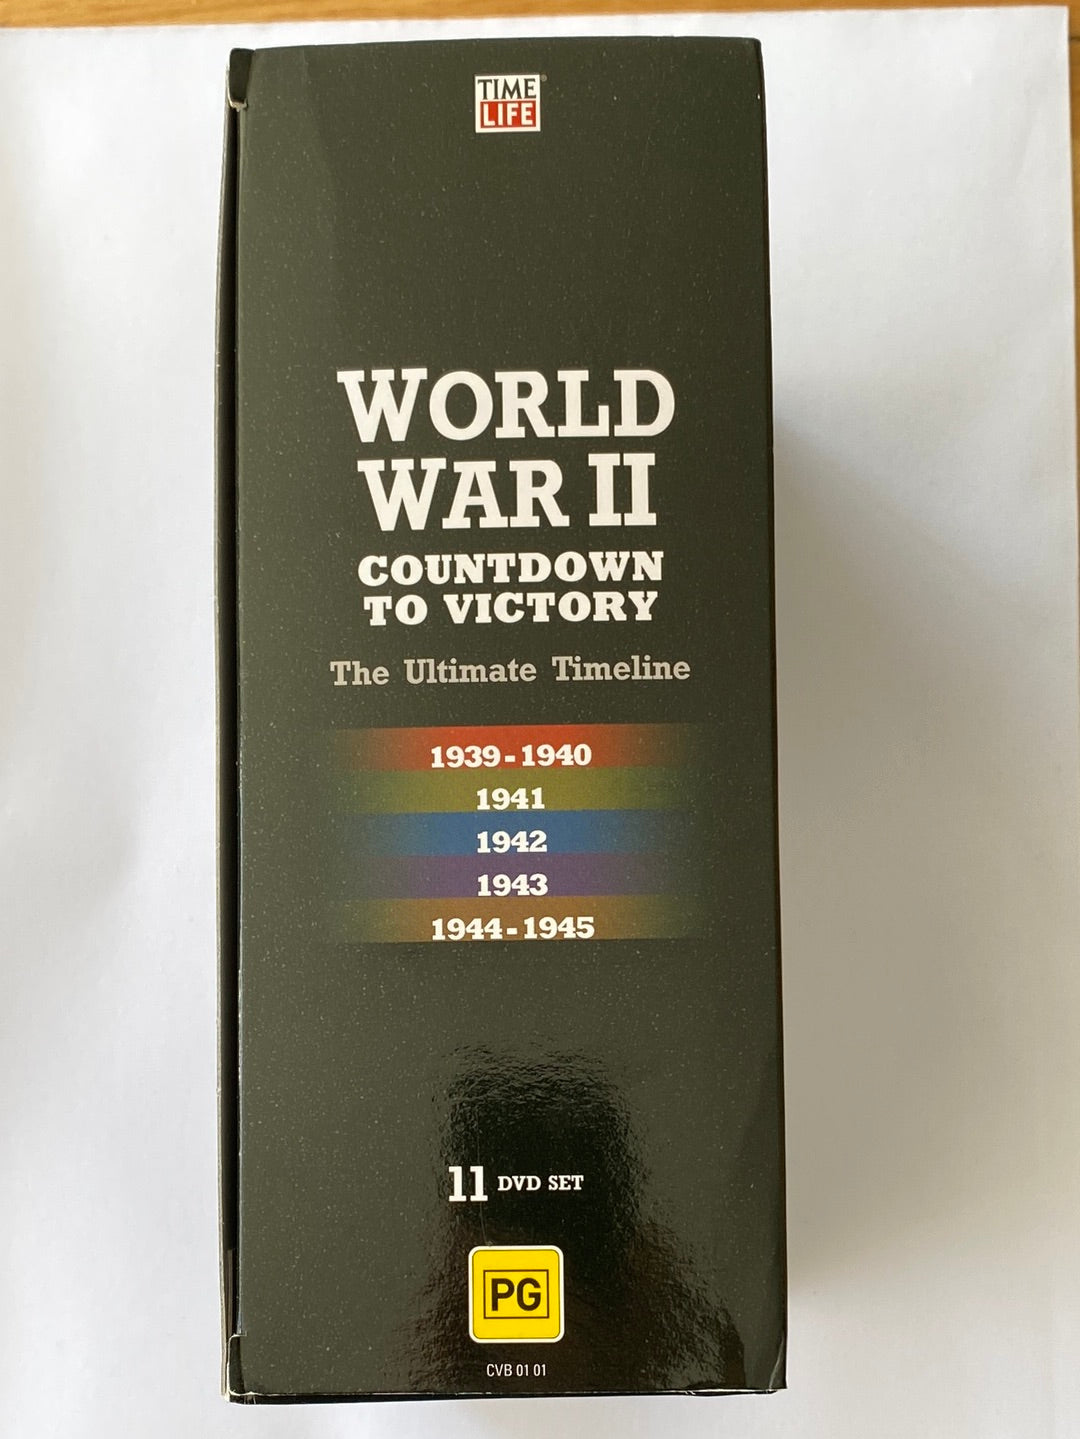 TIME
LIFE
WORLD
WAR II
COUNTDOWN
TO VICTORY
The Ultimate Timeline
1939-1940
1941
1942
1943
1944-1945
11 DVD SET
PG
CVB 01 01